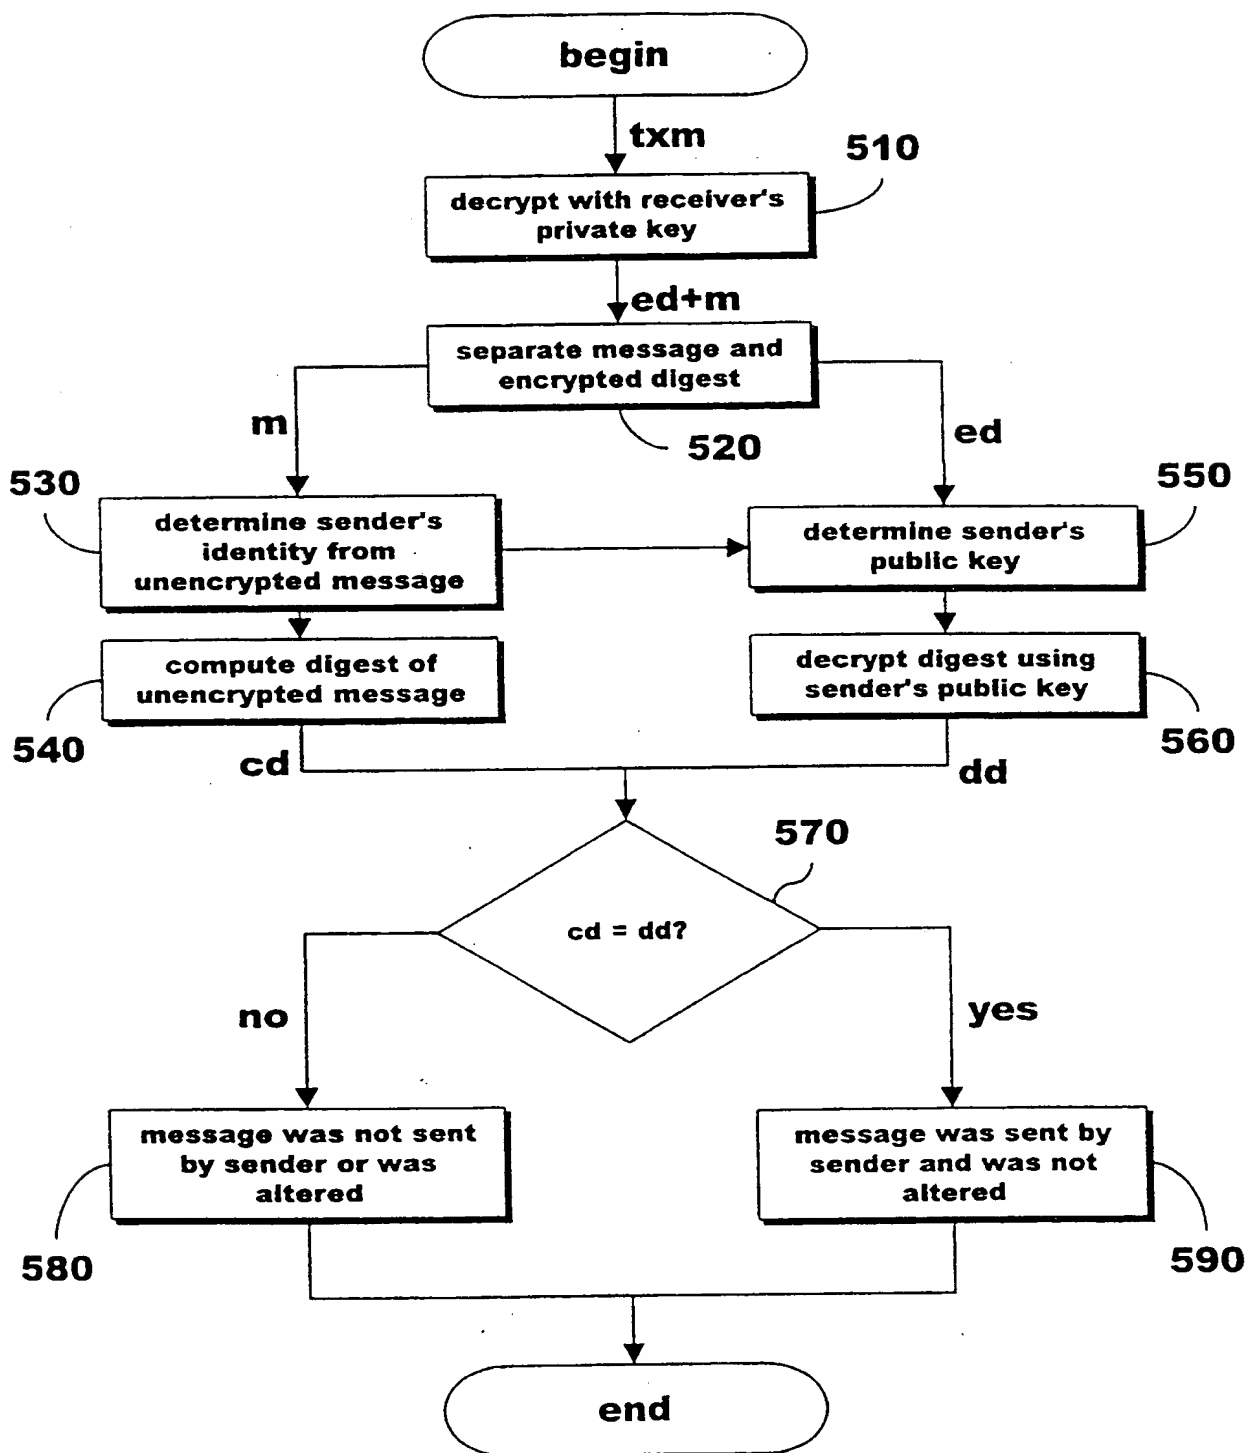 begin
txm
510
decrypt with receiver's
private key
ed+m
separate message and
encrypted digest
m
520
ed
530
550
determine sender's
identity from
unencrypted message
determine sender's
public key
compute digest of
unencrypted message
decrypt digest using
sender's public key
540
560
cd
dd
570
cd = dd?
no
yes
message was not sent
by sender or was
altered
message was sent by
sender and was not
altered
580
590
end